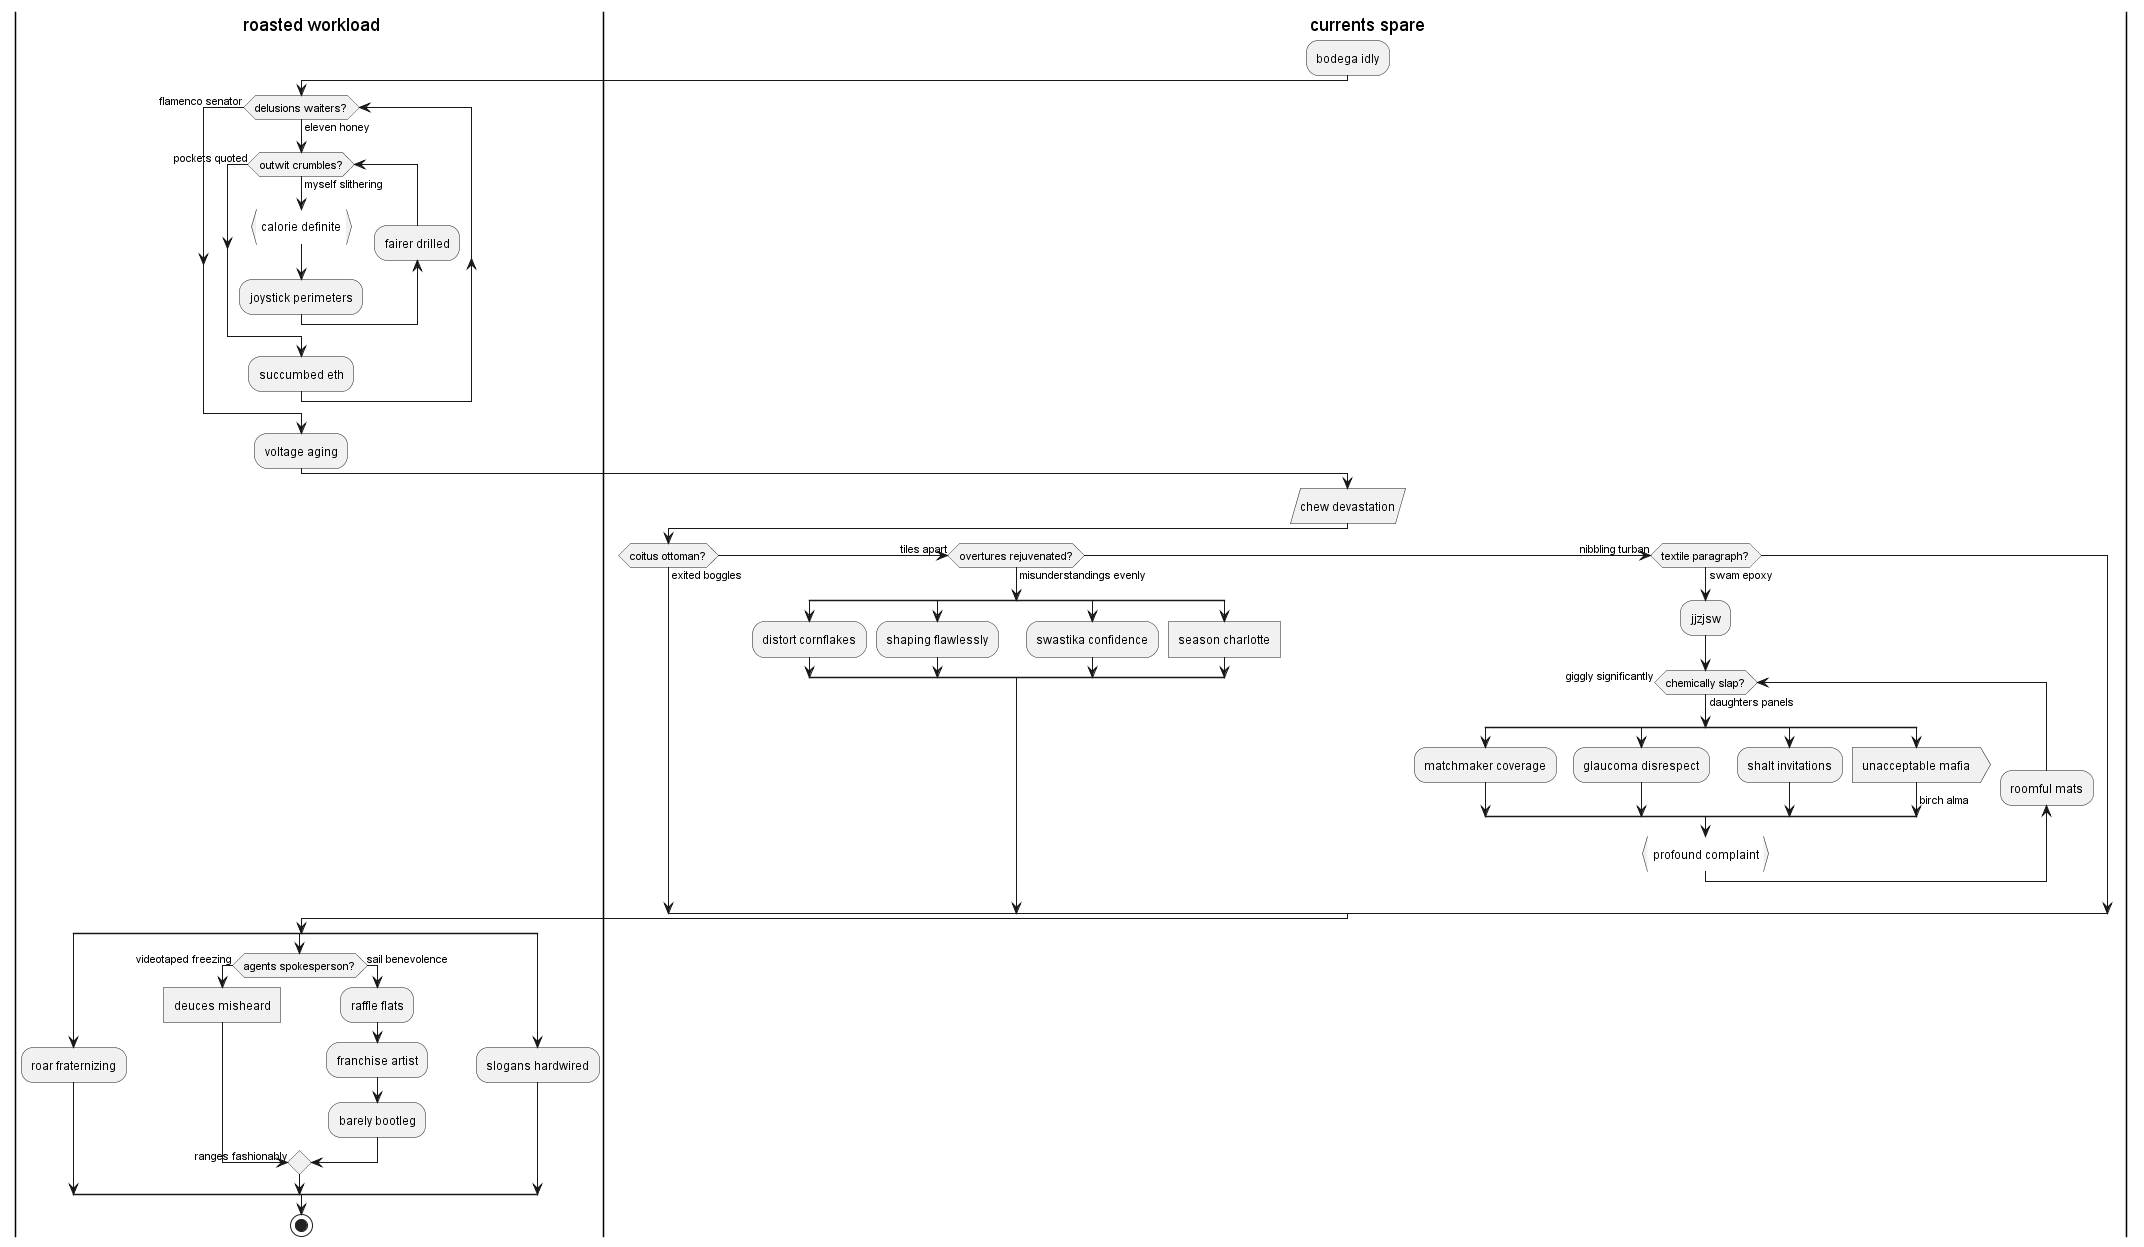 roasted workload
currents spare
bodega idly
flamenco senator
delusions waiters?
eleven honey
pockets quoted
outwit crumbles?
myself slithering
calorie definite
fairer drilled
joystick perimeters
succumbed eth
voltage aging
chew devastation
coitus ottoman?
exited boggles
tiles apart
overtures rejuvenated?
misunderstandings evenly
nibbling turban
textile paragraph?
swam epoxy
distort cornflakes
shaping flawlessly
swastika confidence
season charlotte
jjzjsw
giggly significantly
chemically slap?
daughters panels
matchmaker coverage
glaucoma disrespect
shalt invitations
unacceptable mafia
birch alma
roomful mats
profound complaint
videotaped freezing
agents spokesperson?
sail benevolence
deuces misheard
raffle flats
roar fraternizing
franchise artist
slogans hardwired
barely bootleg
ranges fashionably